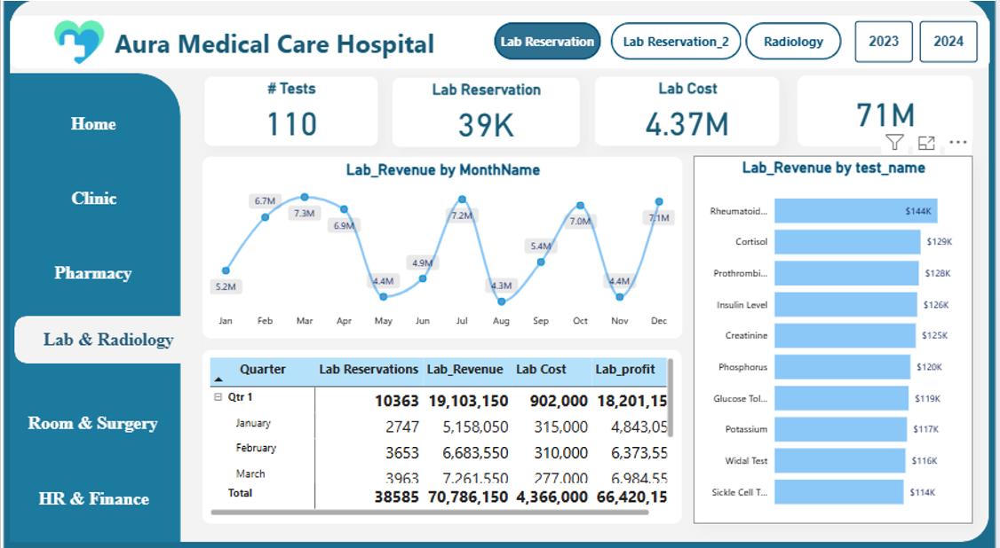 Aura Medical Care Hospital
Lab Reservation
Lab Reservation_2
Radiology
2023
2024
Home
Clinic
Pharmacy
Lab & Radiology
Room & Surgery
HR & Finance
# Tests
110
Lab Reservation
39K
Lab Cost
4.37M
71M
Lab_Revenue by MonthName
5.2M
6.7M
7.3M
6.9M
4.4M
4.9M
7.2M
4.3M
5.4M
7.0M
4.4M
7.1M
Jan Feb Mar Apr May Jun Jul Aug Sep Oct Nov Dec
Quarter Lab Reservations Lab_Revenue Lab Cost Lab_profit
Qtr 1 10363 19,103,150 902,000 18,201,15
January 2747 5,158,050 315,000 4,843,05
February 3653 6,683,550 310,000 6,373,55
March 3963 7,261,550 277,000 6,984,55
Total 38585 70,786,150 4,366,000 66,420,15
Lab_Revenue by test_name
Rheumatoid... $144K
Cortisol $129K
Prothrombi... $128K
Insulin Level $126K
Creatinine $125K
Phosphorus $120K
Glucose Tol... $119K
Potassium $117K
Widal Test $116K
Sickle Cell T... $114K